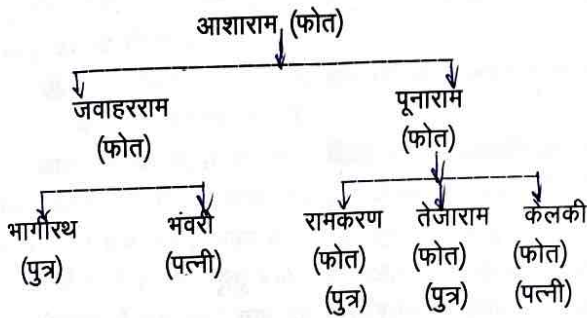 आशाराम (फोत)
जवाहरराम पूनाराम
(फोत) (फोत)
भागीरथ भंवरी रामकरण तेजाराम केलकी
(पुत्र) (पत्नी) (फोत) (फोत) (फोत)
(पुत्र) (पुत्र) (पत्नी)